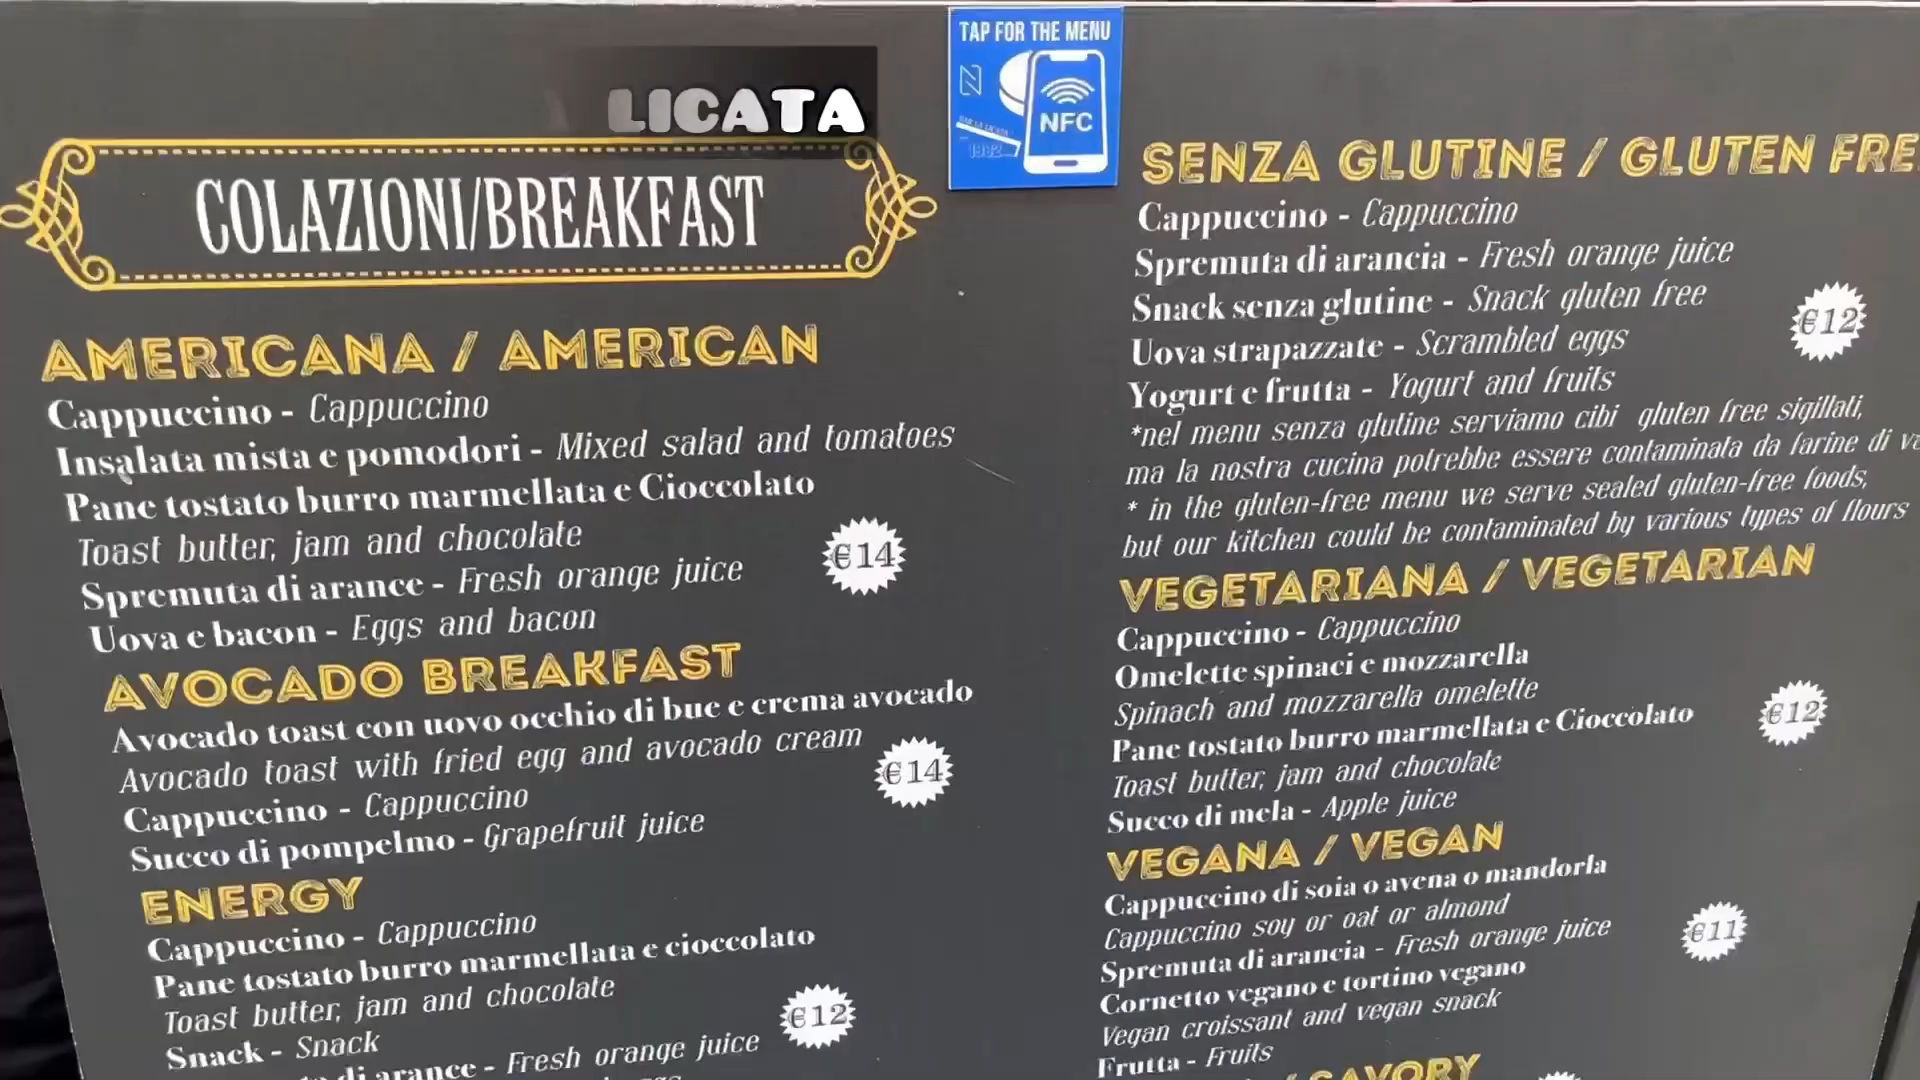 LICATA
COLAZIONI/BREAKFAST
AMERICANA / AMERICAN
Cappuccino - Cappuccino
Insalata mista e pomodori - Mixed salad and tomatoes
Pane tostato burro marmellata e Cioccolato
Toast butter, jam and chocolate
€14
Spremuta di arance - Fresh orange juice
Uova e bacon - Eggs and bacon
AVOCADO BREAKFAST
Avocado toast con uovo occhio di bue e crema avocado
Avocado toast with fried egg and avocado cream
€14
Cappuccino - Cappuccino
Succo di pompelmo - Grapefruit juice
ENERGY
Cappuccino - Cappuccino
Pane tostato burro marmellata e cioccolato
Toast butter, jam and chocolate
€12
Snack - Snack
di arance - Fresh orange juice
TAP FOR THE MENU
NFC
BAR LA LICATA
1982
SENZA GLUTINE / GLUTEN FRE
Cappuccino - Cappuccino
Spremuta di arancia - Fresh orange juice
Snack senza glutine - Snack gluten free
€12
Uova strapazzate - Scrambled eggs
Yogurt e frutta - Yogurt and fruits
*nel menu senza glutine serviamo cibi gluten free sigillati,
ma la nostra cucina potrebbe essere contaminata da farine di
* in the gluten-free menu we serve sealed gluten-free foods,
but our kitchen could be contaminated by various types of flours
VEGETARIANA / VEGETARIAN
Cappuccino - Cappuccino
Omelette spinaci e mozzarella
Spinach and mozzarella omelette
€12
Pane tostato burro marmellata e Cioccolato
Toast butter, jam and chocolate
Succo di mela - Apple juice
VEGANA / VEGAN
Cappuccino di soia o avena o mandorla
Cappuccino soy or oat or almond
€11
Spremuta di arancia - Fresh orange juice
Cornetto vegano e tortino vegano
Vegan croissant and vegan snack
Frutta - Fruits
/ SAVORY